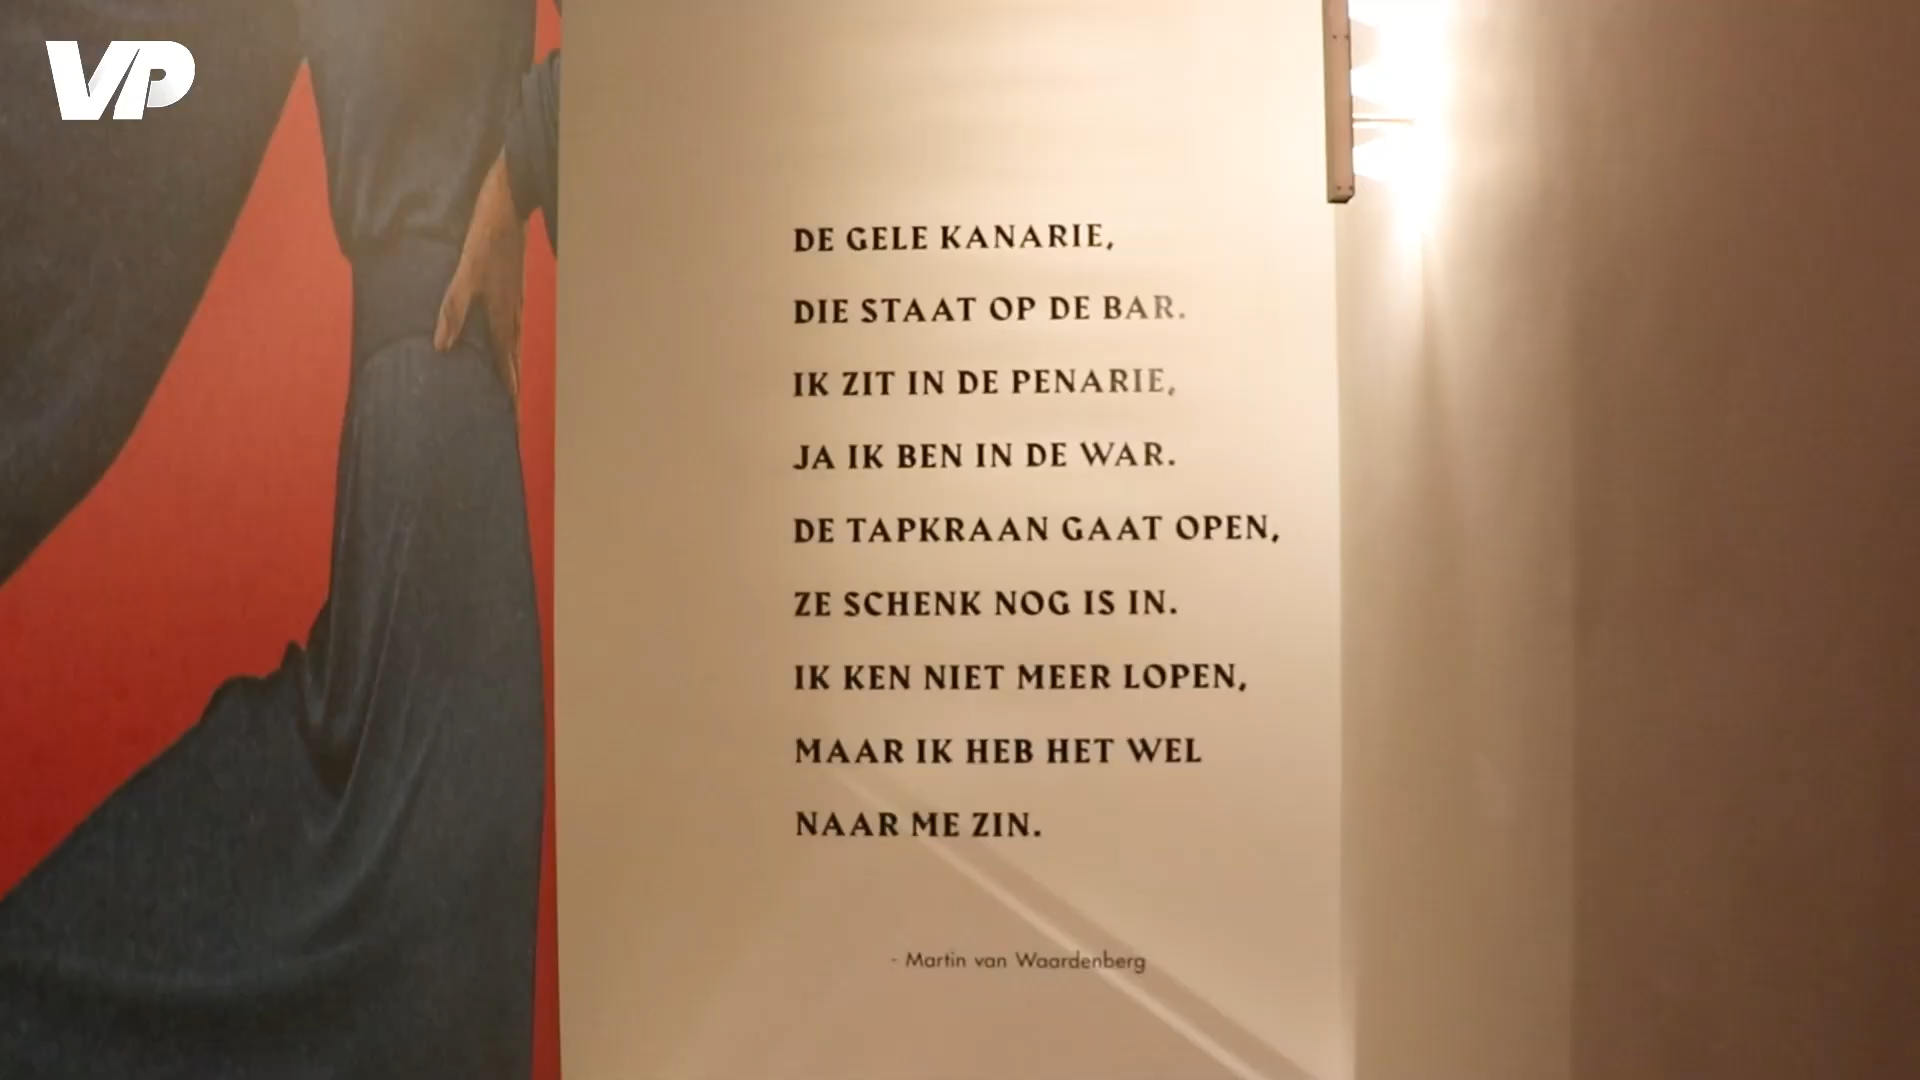 VP
DE GELE KANARIE,
DIE STAAT OP DE BAR.
IK ZIT IN DE PENARIE,
JA IK BEN IN DE WAR.
DE TAPKRAAN GAAT OPEN,
ZE SCHENK NOG IS IN.
IK KEN NIET MEER LOPEN,
MAAR IK HEB HET WEL
NAAR ME ZIN.
- Martin van Waardenberg